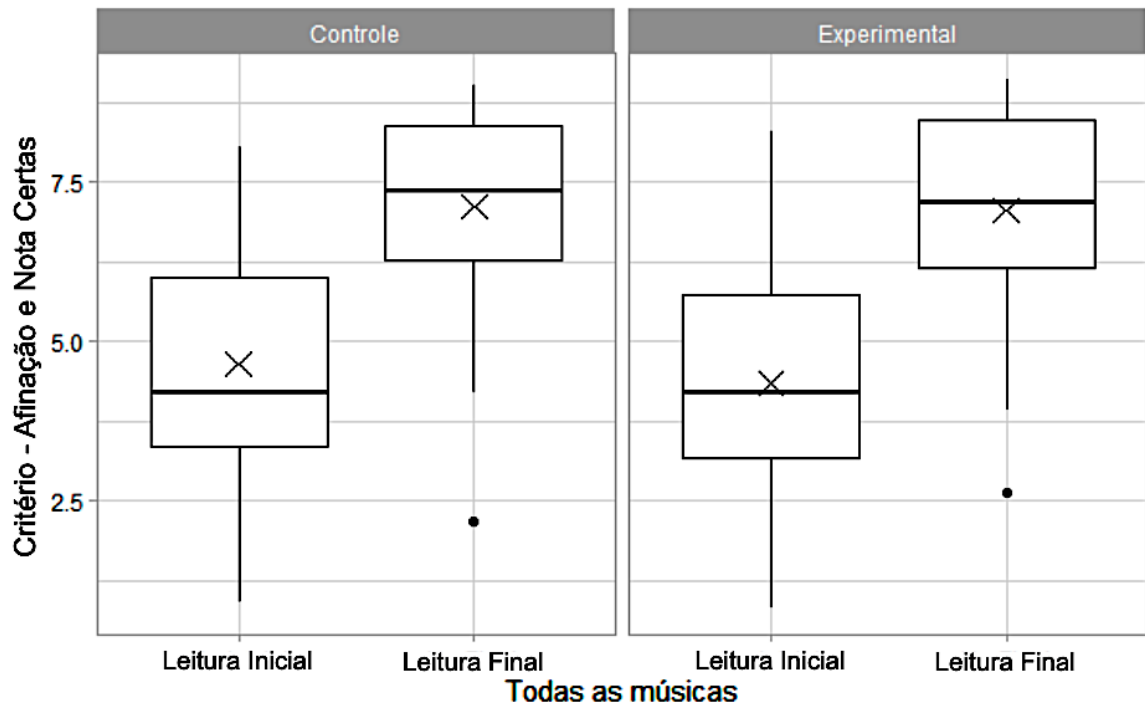 Controle
Experimental
Critério - Afinação e Nota Certas
7.5
5.0
2.5
Leitura Inicial
Leitura Final
Leitura Inicial
Leitura Final
Todas as músicas